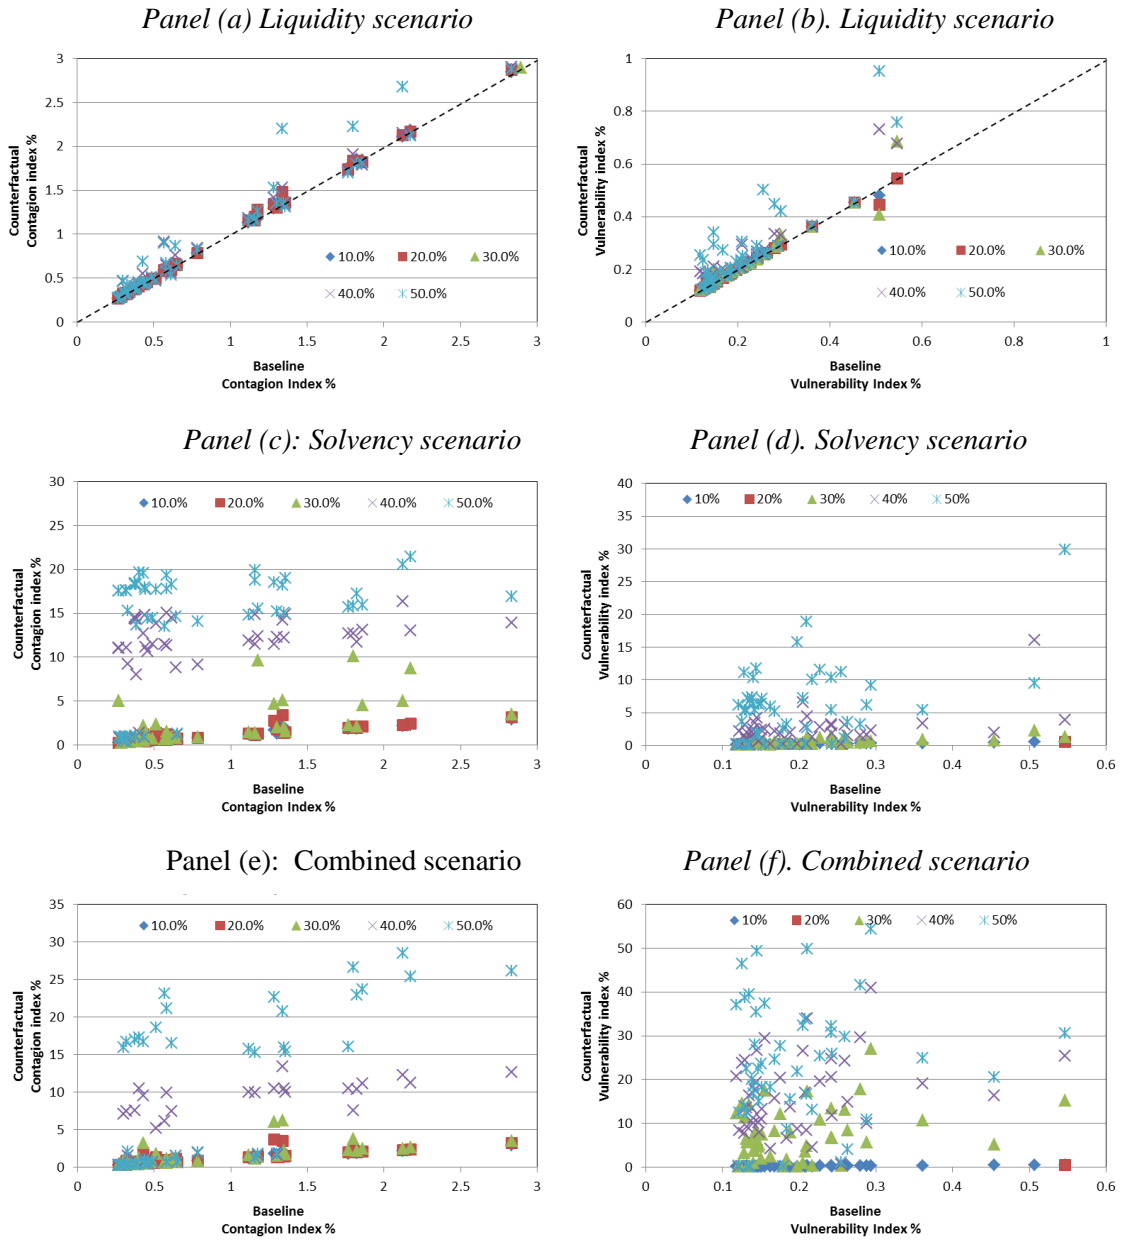 Panel (a) Liquidity scenario
Panel (b). Liquidity scenario
Counterfactual
Contagion index %
3
2.5
2
1.5
1
0.5
0
10.0% 20.0% 30.0%
40.0% 50.0%
0 0.5 1 1.5 2 2.5 3
Baseline
Contagion Index %
Counterfactual
Vulnerability index %
1
0.8
0.6
0.4
0.2
0
10.0% 20.0% 30.0%
40.0% 50.0%
0 0.2 0.4 0.6 0.8 1
Baseline
Vulnerability Index %
Panel (c): Solvency scenario
Panel (d). Solvency scenario
Counterfactual
Contagion index %
30
25
20
15
10
5
0
10.0% 20.0% 30.0% 40.0% 50.0%
0 0.5 1 1.5 2 2.5 3
Baseline
Contagion Index %
Counterfactual
Vulnerability index %
40
35
30
25
20
15
10
5
0
10% 20% 30% 40% 50%
0 0.1 0.2 0.3 0.4 0.5 0.6
Baseline
Vulnerability Index %
Panel (e): Combined scenario
Panel (f). Combined scenario
Counterfactual
Contagion index %
35
30
25
20
15
10
5
0
10.0% 20.0% 30.0% 40.0% 50.0%
0 0.5 1 1.5 2 2.5 3
Baseline
Contagion Index %
Counterfactual
Vulnerability index %
60
50
40
30
20
10
0
10% 20% 30% 40% 50%
0 0.1 0.2 0.3 0.4 0.5 0.6
Baseline
Vulnerability Index %